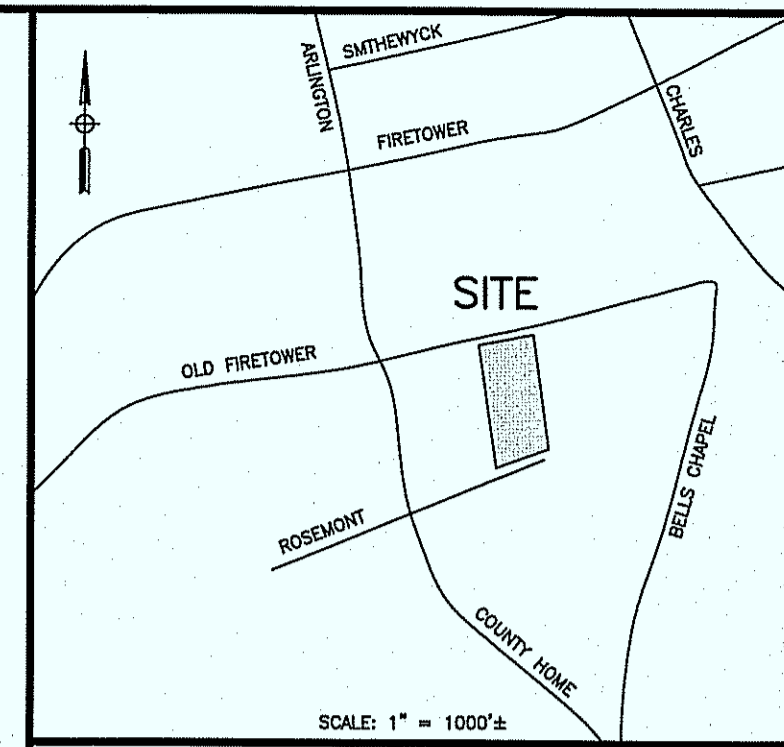 SMTHEWYCK
ARLINGTON
FIRETOWER
CHARLES
SITE
OLD FIRETOWER
BELLS CHAPEL
ROSEMONT
COUNTY HOME
SCALE: 1" = 1000'±